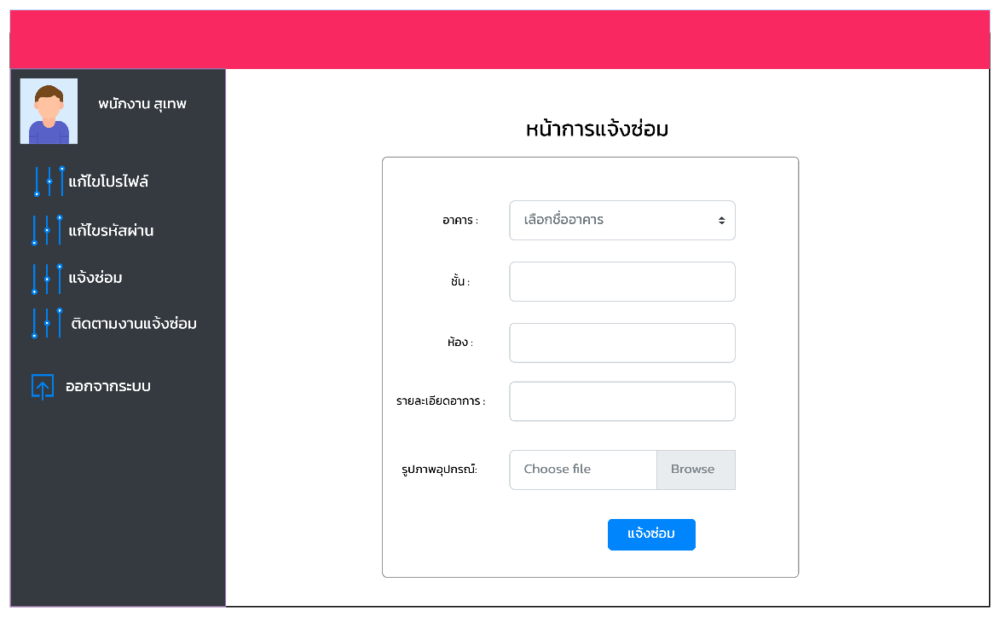 พนักงาน สุเทพ
แก้ไขโปรไฟล์
แก้ไขรหัสผ่าน
แจ้งซ่อม
ติดตามงานแจ้งซ่อม
ออกจากระบบ
หน้าการแจ้งซ่อม
อาคาร : เลือกชื่ออาคาร
ชั้น :
ห้อง :
รายละเอียดอาการ :
รูปภาพอุปกรณ์: Choose file Browse
แจ้งซ่อม